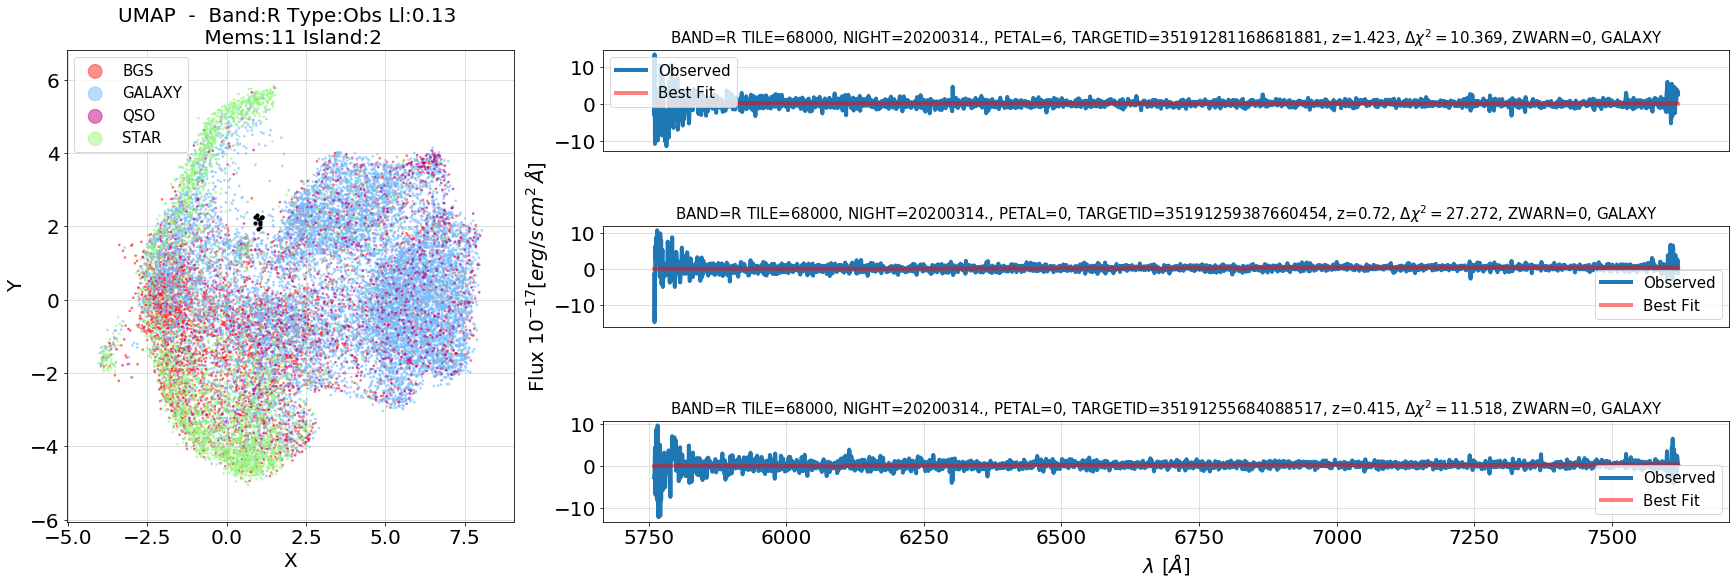 UMAP - Band:R Type:Obs Ll:0.13
Mems:11 Island:2
BGS
GALAXY
QSO
STAR
6
4
2
0
−2
−4
−6
Y
−5.0 −2.5 0.0 2.5 5.0 7.5
X
Flux 10⁻¹⁷[erg/s cm² Å]
BAND=R TILE=68000, NIGHT=20200314., PETAL=6, TARGETID=35191281168681881, z=1.423, Δχ² = 10.369, ZWARN=0, GALAXY
Observed
Best Fit
10
0
−10
BAND=R TILE=68000, NIGHT=20200314., PETAL=0, TARGETID=35191259387660454, z=0.72, Δχ² = 27.272, ZWARN=0, GALAXY
10
0
−10
Observed
Best Fit
BAND=R TILE=68000, NIGHT=20200314., PETAL=0, TARGETID=35191255684088517, z=0.415, Δχ² = 11.518, ZWARN=0, GALAXY
10
0
−10
Observed
Best Fit
5750 6000 6250 6500 6750 7000 7250 7500
λ [Å]